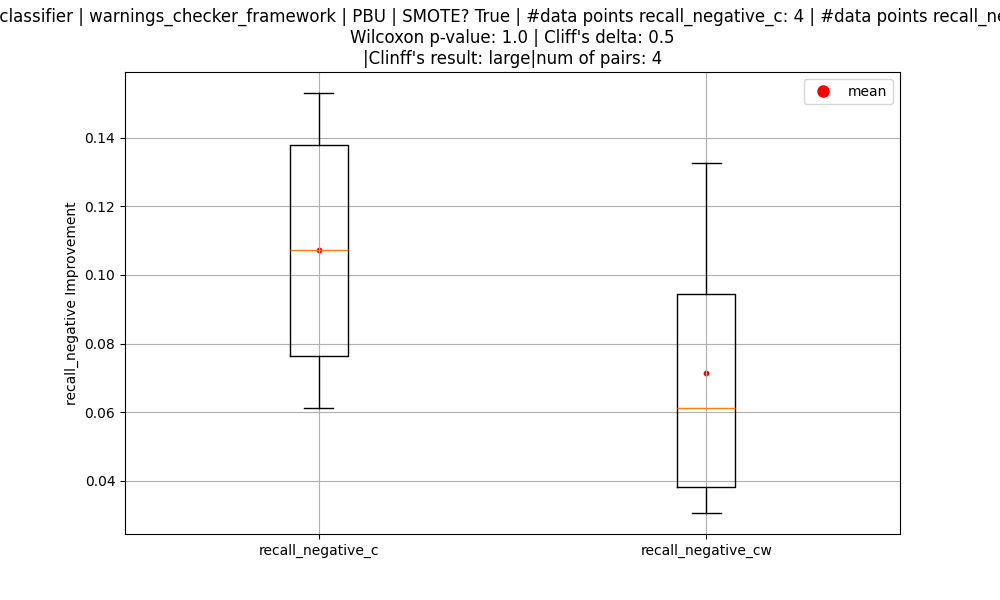 classifier | warnings_checker_framework | PBU | SMOTE? True | #data points recall_negative_c: 4 | #data points
Wilcoxon p-value: 1.0 | Cliff's delta: 0.5
|Clinff's result: large|num of pairs: 4
mean
0.14
0.12
0.10
0.08
0.06
0.04
recall_negative Improvement
recall_negative_c
recall_negative_cw